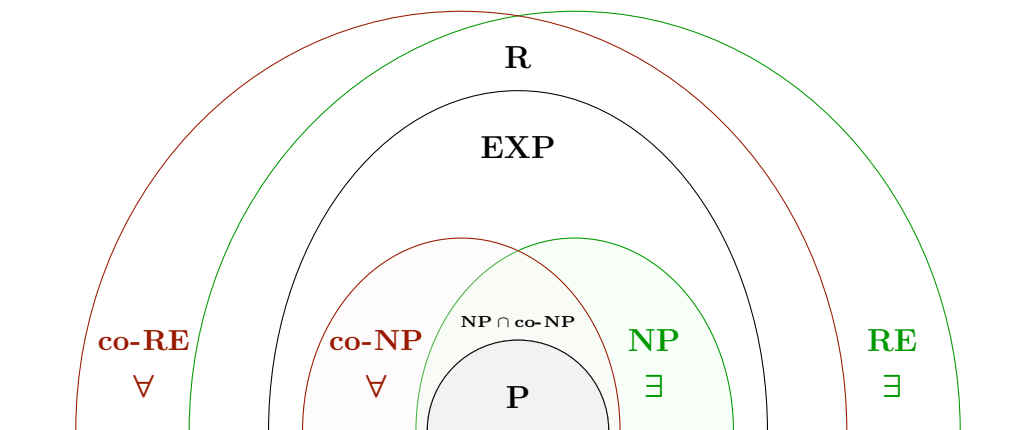 R
EXP
NP ∩ co-NP
co-RE co-NP NP RE
∀ ∀ ∃ ∃
P